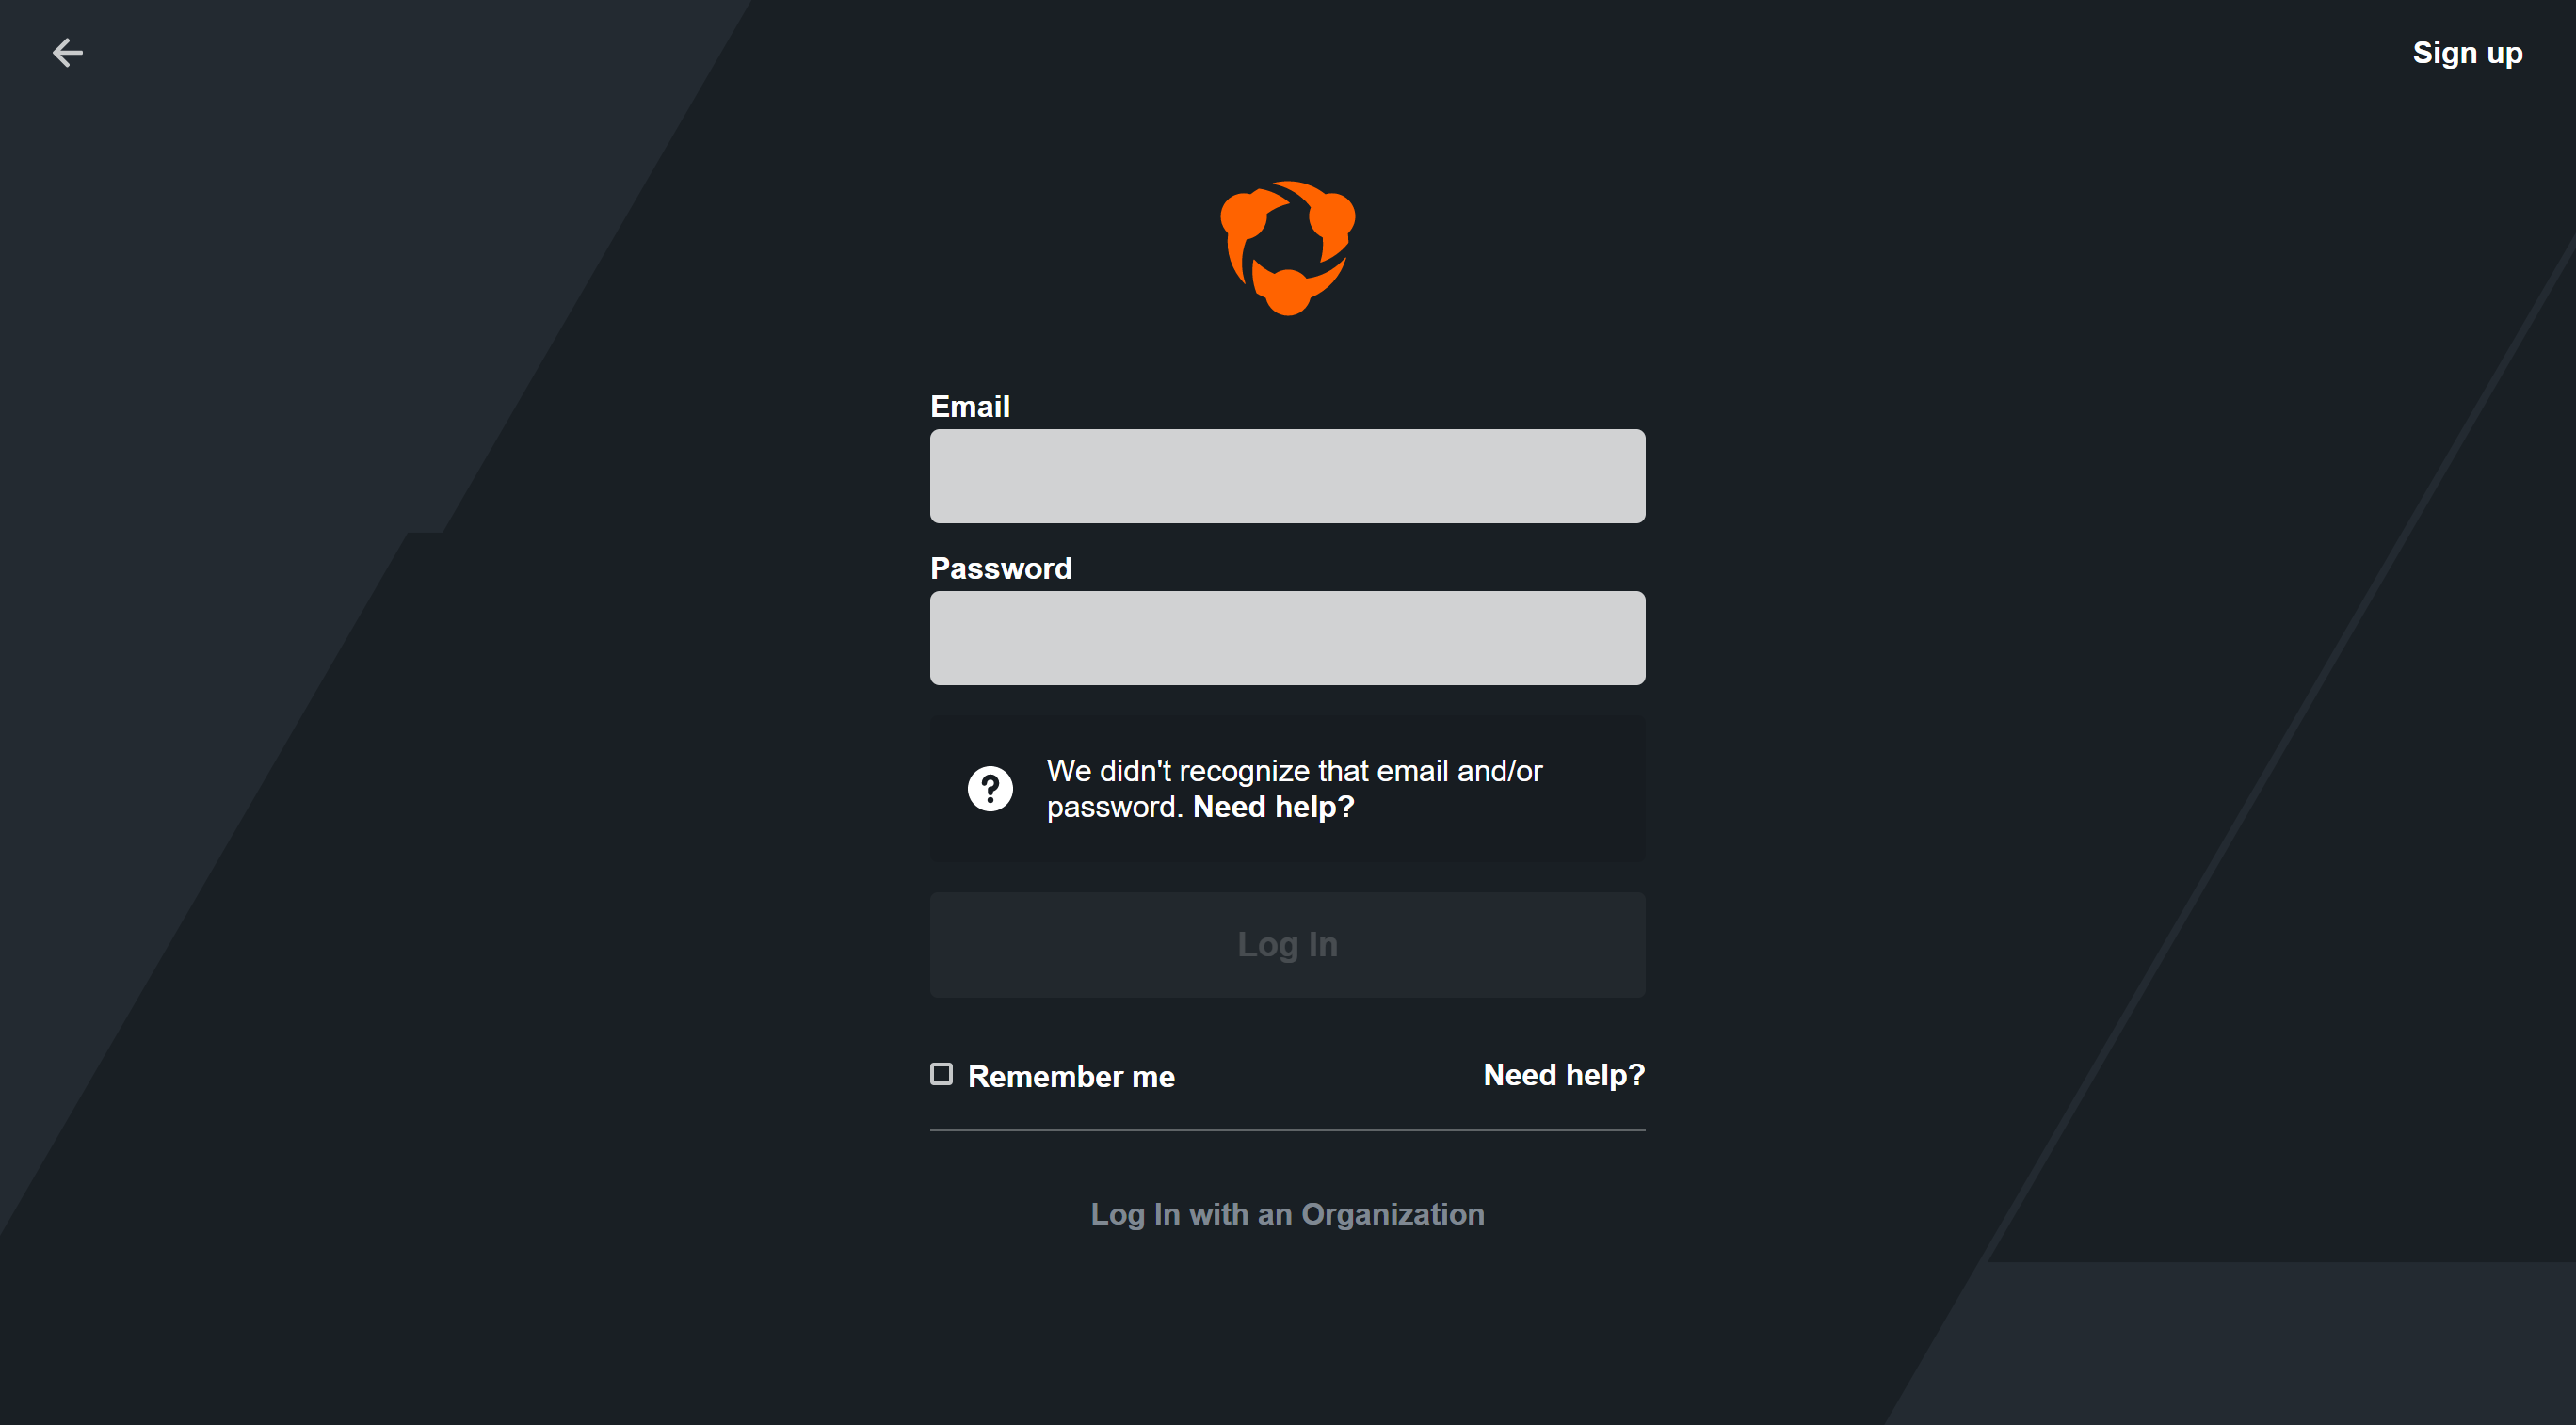 Sign up
Email
Password
We didn't recognize that email and/or
password. Need help?
Log In
Remember me
Need help?
Log In with an Organization